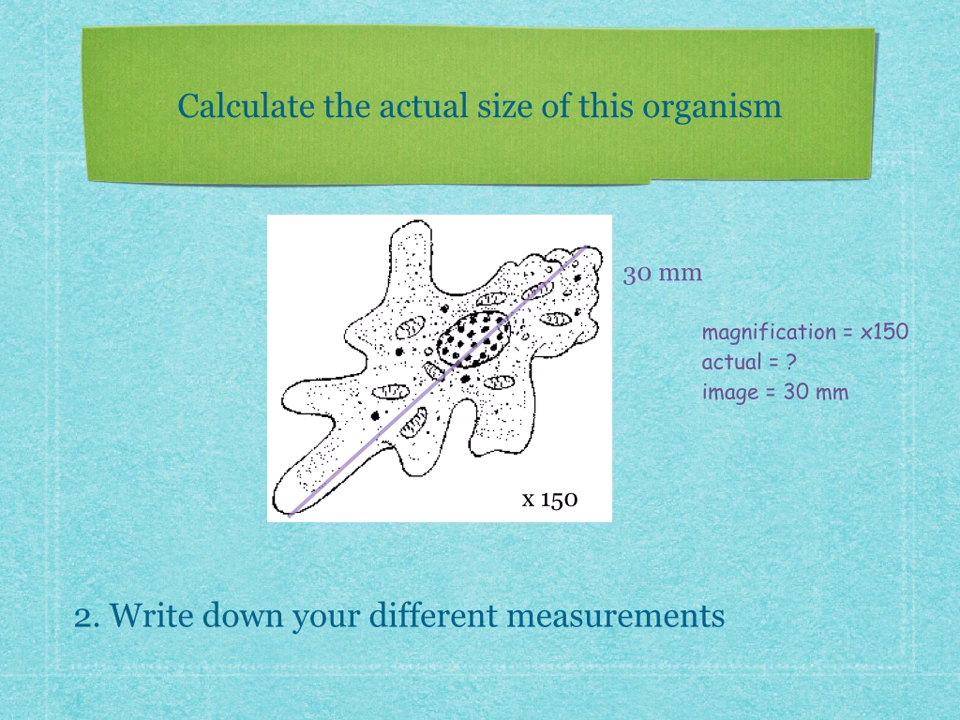 Calculate the actual size of this organism
30 mm
magnification = x150
actual = ?
image = 30 mm
x 150
2. Write down your different measurements